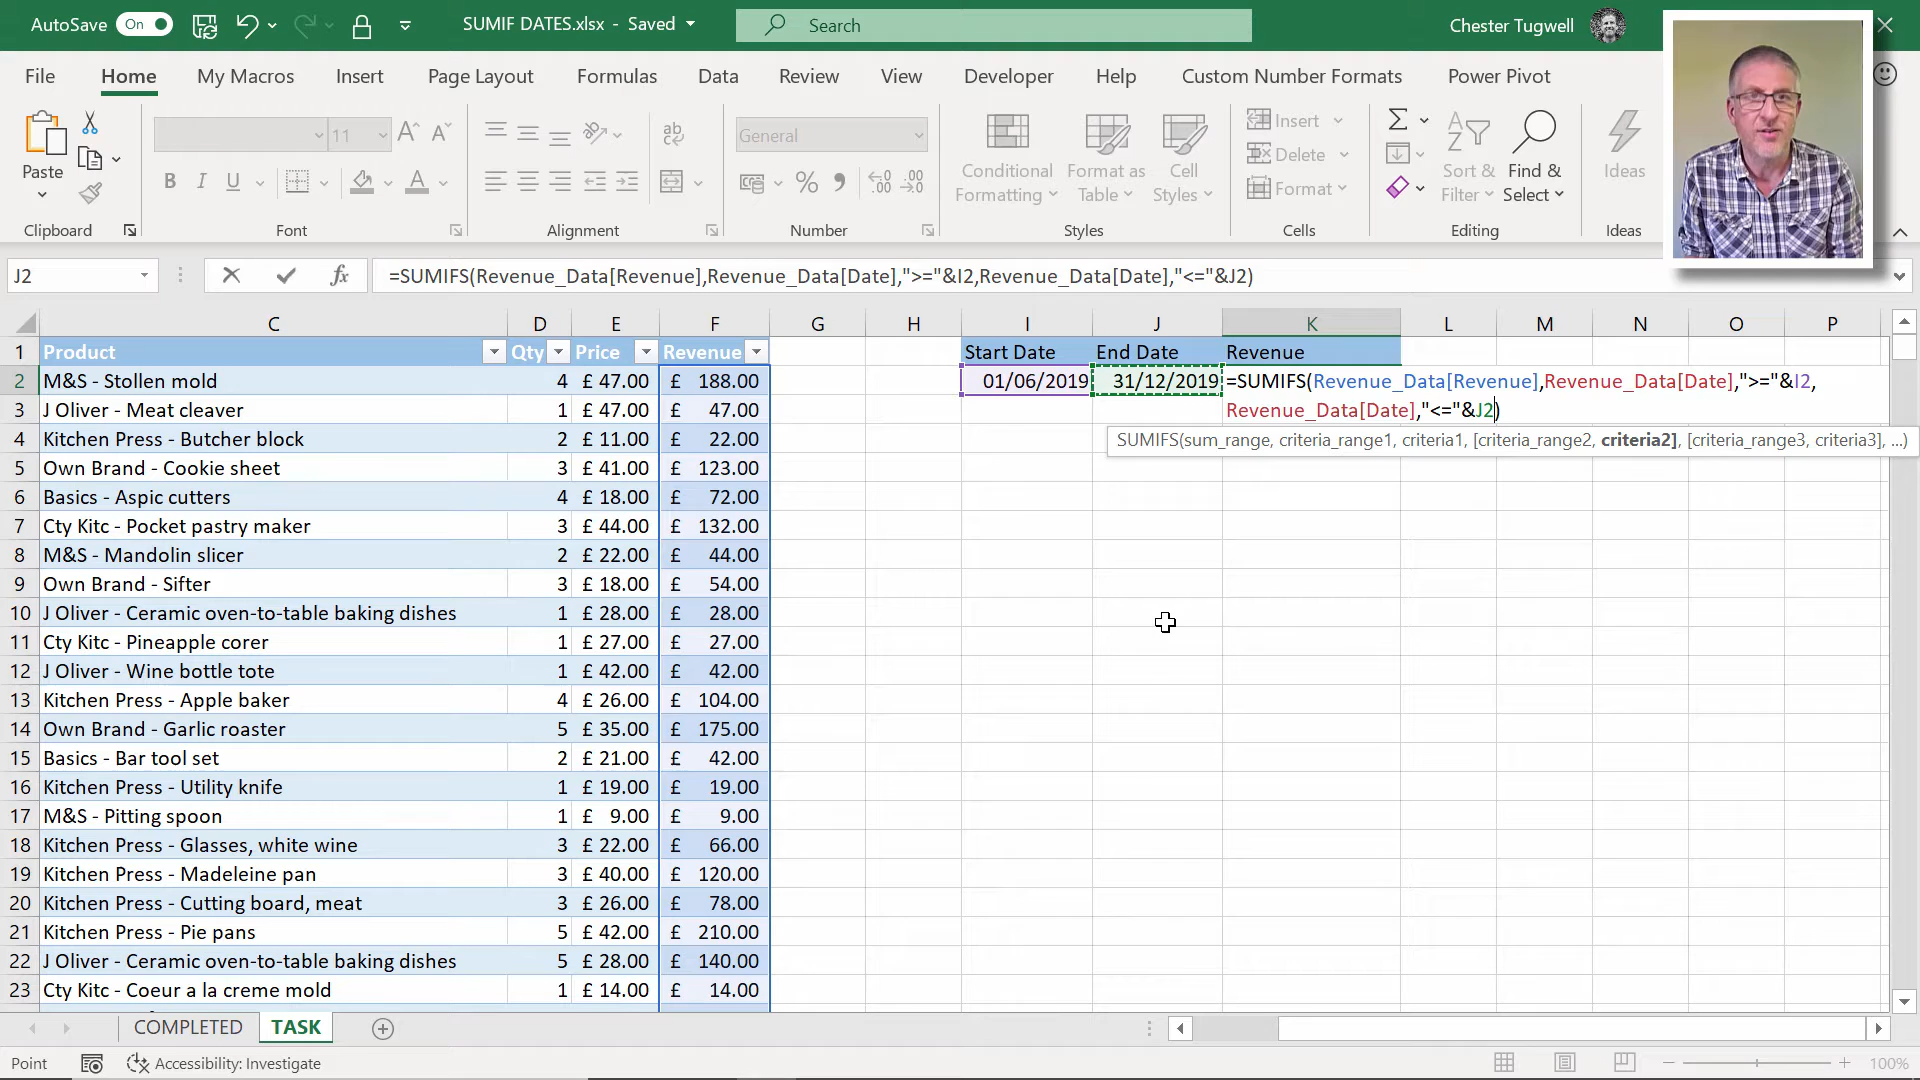 AutoSave On SUMIF DATES.xlsx - Saved Search Chester Tugwell
File Home My Macros Insert Page Layout Formulas Data Review View Developer Help Custom Number Formats Power Pivot
Paste 11 General Conditional Formatting Format as Table Cell Styles Insert Delete Format Sort & Filter Find & Select Ideas
Clipboard Font Alignment Number Styles Cells Editing Ideas
J2 =SUMIFS(Revenue_Data[Revenue],Revenue_Data[Date],">="&I2,Revenue_Data[Date],"<="&J2)
C D E F G H I J K L M N O P
1 Product Qty Price Revenue Start Date End Date Revenue
2 M&S - Stollen mold 4 £ 47.00 £ 188.00 01/06/2019 31/12/2019 =SUMIFS(Revenue_Data[Revenue],Revenue_Data[Date],">="&I2,
3 J Oliver - Meat cleaver 1 £ 47.00 £ 47.00 Revenue_Data[Date],"<="&J2)
4 Kitchen Press - Butcher block 2 £ 11.00 £ 22.00 SUMIFS(sum_range, criteria_range1, criteria1, [criteria_range2, criteria2], [criteria_range3, criteria3], ...)
5 Own Brand - Cookie sheet 3 £ 41.00 £ 123.00
6 Basics - Aspic cutters 4 £ 18.00 £ 72.00
7 Cty Kitc - Pocket pastry maker 3 £ 44.00 £ 132.00
8 M&S - Mandolin slicer 2 £ 22.00 £ 44.00
9 Own Brand - Sifter 3 £ 18.00 £ 54.00
10 J Oliver - Ceramic oven-to-table baking dishes 1 £ 28.00 £ 28.00
11 Cty Kitc - Pineapple corer 1 £ 27.00 £ 27.00
12 J Oliver - Wine bottle tote 1 £ 42.00 £ 42.00
13 Kitchen Press - Apple baker 4 £ 26.00 £ 104.00
14 Own Brand - Garlic roaster 5 £ 35.00 £ 175.00
15 Basics - Bar tool set 2 £ 21.00 £ 42.00
16 Kitchen Press - Utility knife 1 £ 19.00 £ 19.00
17 M&S - Pitting spoon 1 £ 9.00 £ 9.00
18 Kitchen Press - Glasses, white wine 3 £ 22.00 £ 66.00
19 Kitchen Press - Madeleine pan 3 £ 40.00 £ 120.00
20 Kitchen Press - Cutting board, meat 3 £ 26.00 £ 78.00
21 Kitchen Press - Pie pans 5 £ 42.00 £ 210.00
22 J Oliver - Ceramic oven-to-table baking dishes 5 £ 28.00 £ 140.00
23 Cty Kitc - Coeur a la creme mold 1 £ 14.00 £ 14.00
COMPLETED TASK
Point Accessibility: Investigate 100%